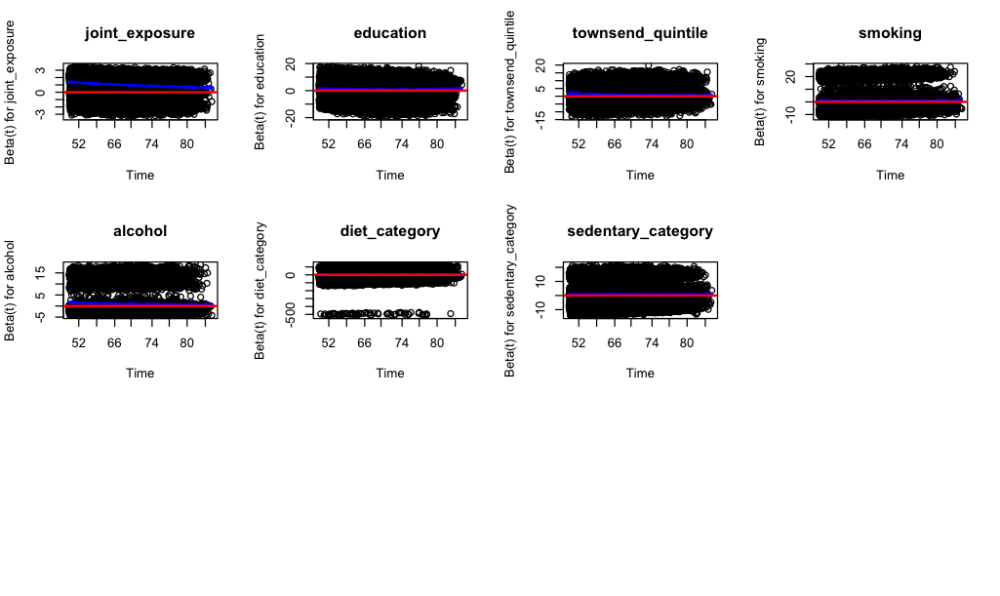 joint_exposure
Beta(t) for joint_exposure
3
0
-3
52 66 74 80
Time
education
Beta(t) for education
20
0
-20
52 66 74 80
Time
townsend_quintile
Beta(t) for townsend_quintile
20
5
-15
52 66 74 80
Time
smoking
Beta(t) for smoking
20
-10
52 66 74 80
Time
alcohol
Beta(t) for alcohol
15
5
-5
52 66 74 80
Time
diet_category
Beta(t) for diet_category
0
-500
52 66 74 80
Time
sedentary_category
Beta(t) for sedentary_category
10
-10
52 66 74 80
Time